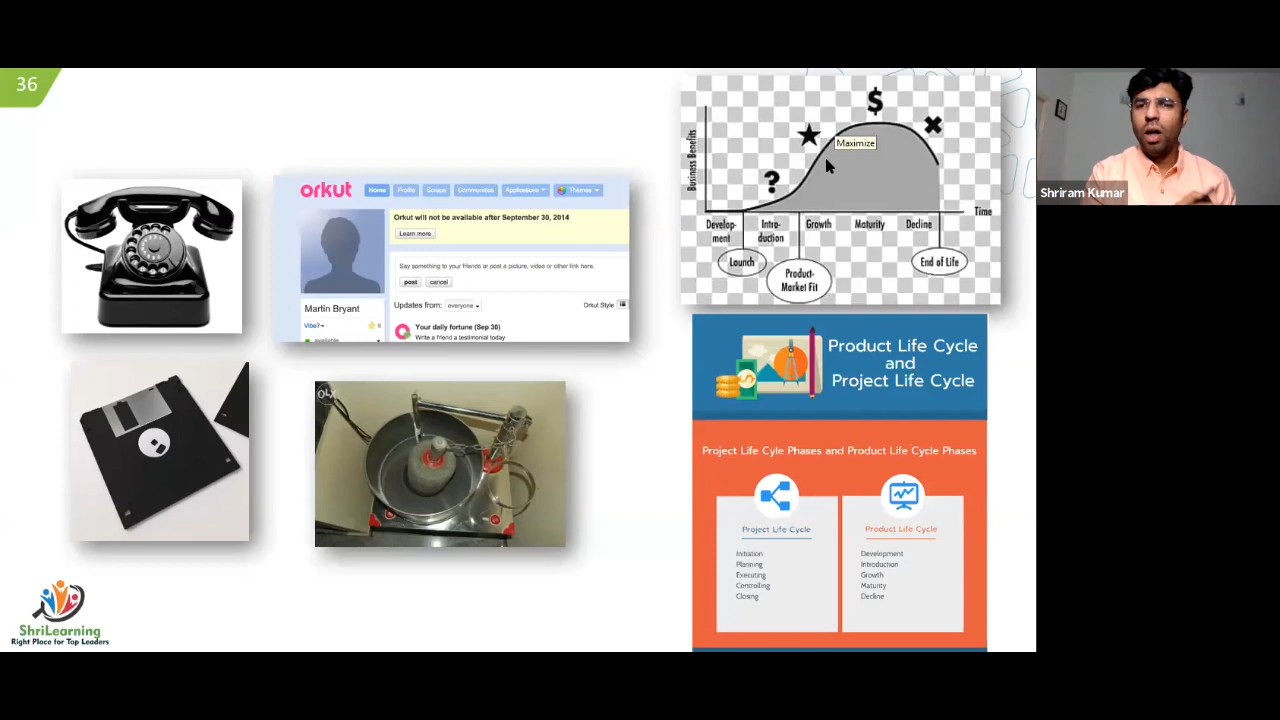 36
orkut
Home Profile Scraps Communities Applications Themes
Orkut will not be available after September 30, 2014
Learn more
Say something to your friends or post a picture, video or other link here.
post cancel
Martin Bryant
Updates from: everyone
Orkut Style
Vibe?
0
Your daily fortune (Sep 30)
Write a friend a testimonial today
available
OLX
ShriLearning
Right Place for Top Leaders
Business Benefits
?
$
Maximize
Time
Develop-
ment
Intro-
duction
Growth
Maturity
Decline
Launch
Product-
Market Fit
End of Life
Product Life Cycle
and
Project Life Cycle
Project Life Cyle Phases and Product Life Cycle Phases
Project Life Cycle
Initiation
Planning
Executing
Controlling
Closing
Product Life Cycle
Development
Introduction
Growth
Maturity
Decline
Shriram Kumar